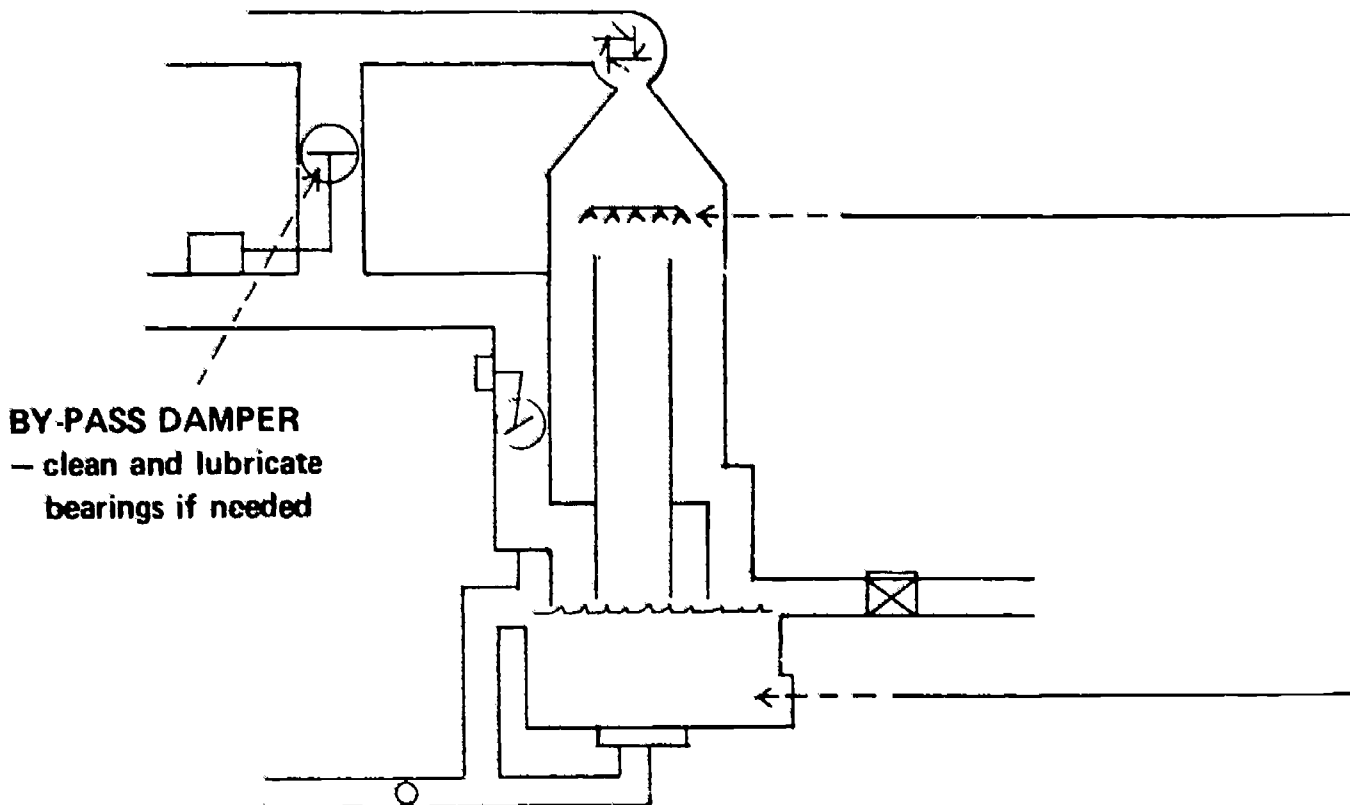 BY-PASS DAMPER
– clean and lubricate
bearings if needed